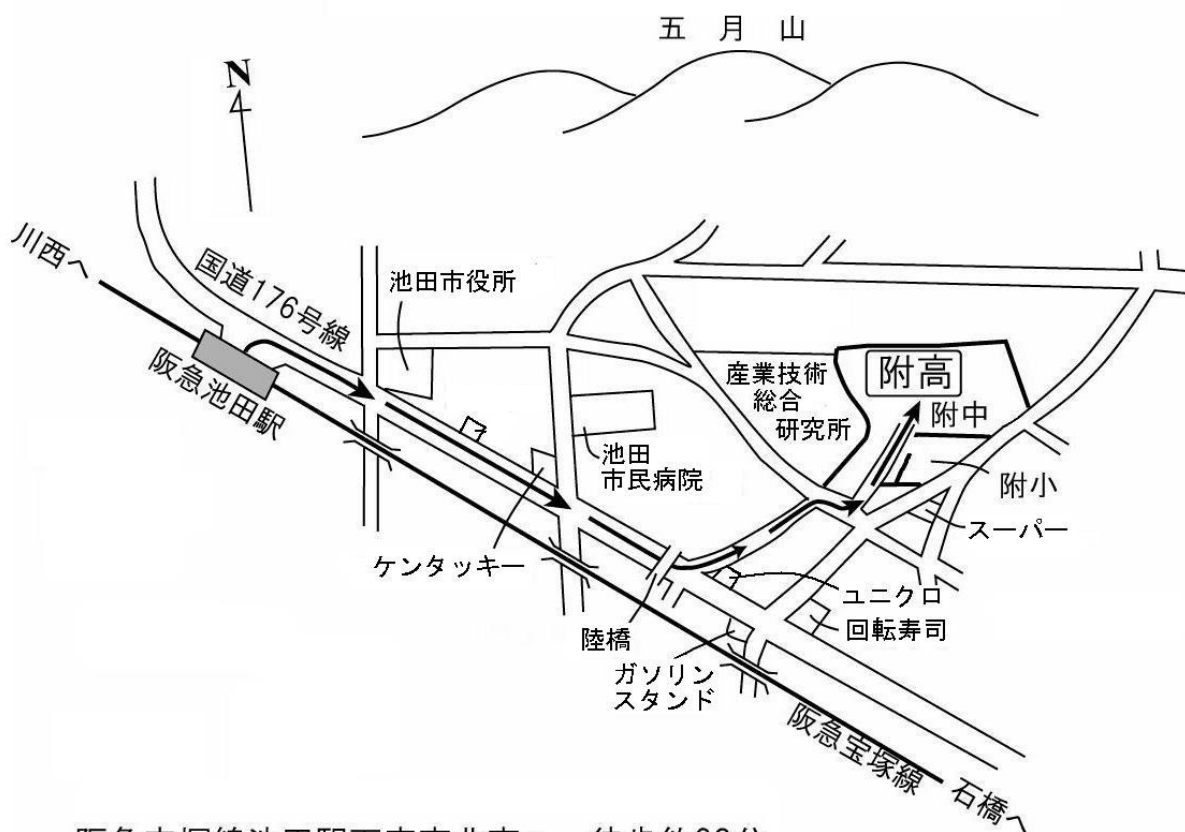 五月山
N
川西へ
国道176号線
池田市役所
阪急池田駅
産業技術
総合
研究所
附高
附中
池田
市民病院
附小
スーパー
ケンタッキー
ユニクロ
陸橋
回転寿司
ガソリン
スタンド
阪急宝塚線
石橋へ